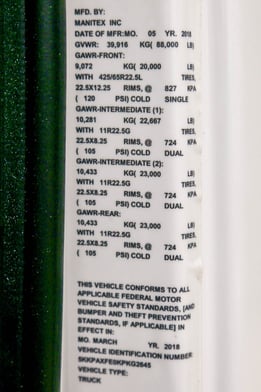 MFD. BY:
MANITEX INC
DATE OF MFR:MO. 05 YR. 2018
GVWR: 39,916 KG( 88,000 LB)
GAWR-FRONT:
9,072 KG( 20,000 LB)
WITH 425/65R22.5L TIRES,
22.5X12.25 RIMS, @ 827 KPA
( 120 PSI) COLD SINGLE
GAWR-INTERMEDIATE (1):
10,281 KG( 22,667 LB)
WITH 11R22.5G TIRES,
22.5X8.25 RIMS, @ 724 KPA
( 105 PSI) COLD DUAL
GAWR-INTERMEDIATE (2):
10,433 KG( 23,000 LB)
WITH 11R22.5G TIRES,
22.5X8.25 RIMS, @ 724 KPA
( 105 PSI) COLD DUAL
GAWR-REAR:
10,433 KG( 23,000 LB)
WITH 11R22.5G TIRES,
22.5X8.25 RIMS, @ 724 KPA
( 105 PSI) COLD DUAL
THIS VEHICLE CONFORMS TO ALL
APPLICABLE FEDERAL MOTOR
VEHICLE SAFETY STANDARDS, [AND
BUMPER AND THEFT PREVENTION
STANDARDS, IF APPLICABLE] IN
EFFECT IN:
MO. MARCH YR. 2018
VEHICLE IDENTIFICATION NUMBER:
VEHICLE TYPE:
TRUCK